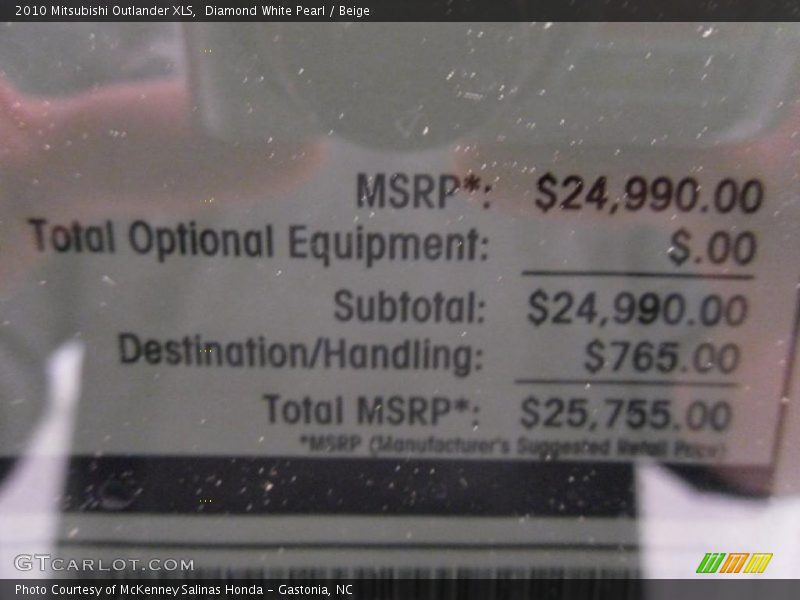 2010 Mitsubishi Outlander XLS,  Diamond White Pearl / Beige
MSRP*: $24,990.00
Total Optional Equipment: $.00
Subtotal: $24,990.00
Destination/Handling: $765.00
Total MSRP*: $25,755.00
*MSRP (Manufacturer's Suggested Retail Price)
GTCARLOT.COM
Photo Courtesy of McKenney Salinas Honda - Gastonia, NC